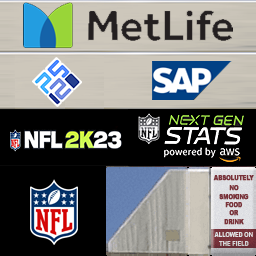 MetLife
SAP
NFL 2K23
NFL
NEXT GEN
STATS
powered by aws
NFL
ABSOLUTELY
NO
SMOKING
FOOD
OR
DRINK
ALLOWED ON
THE FIELD